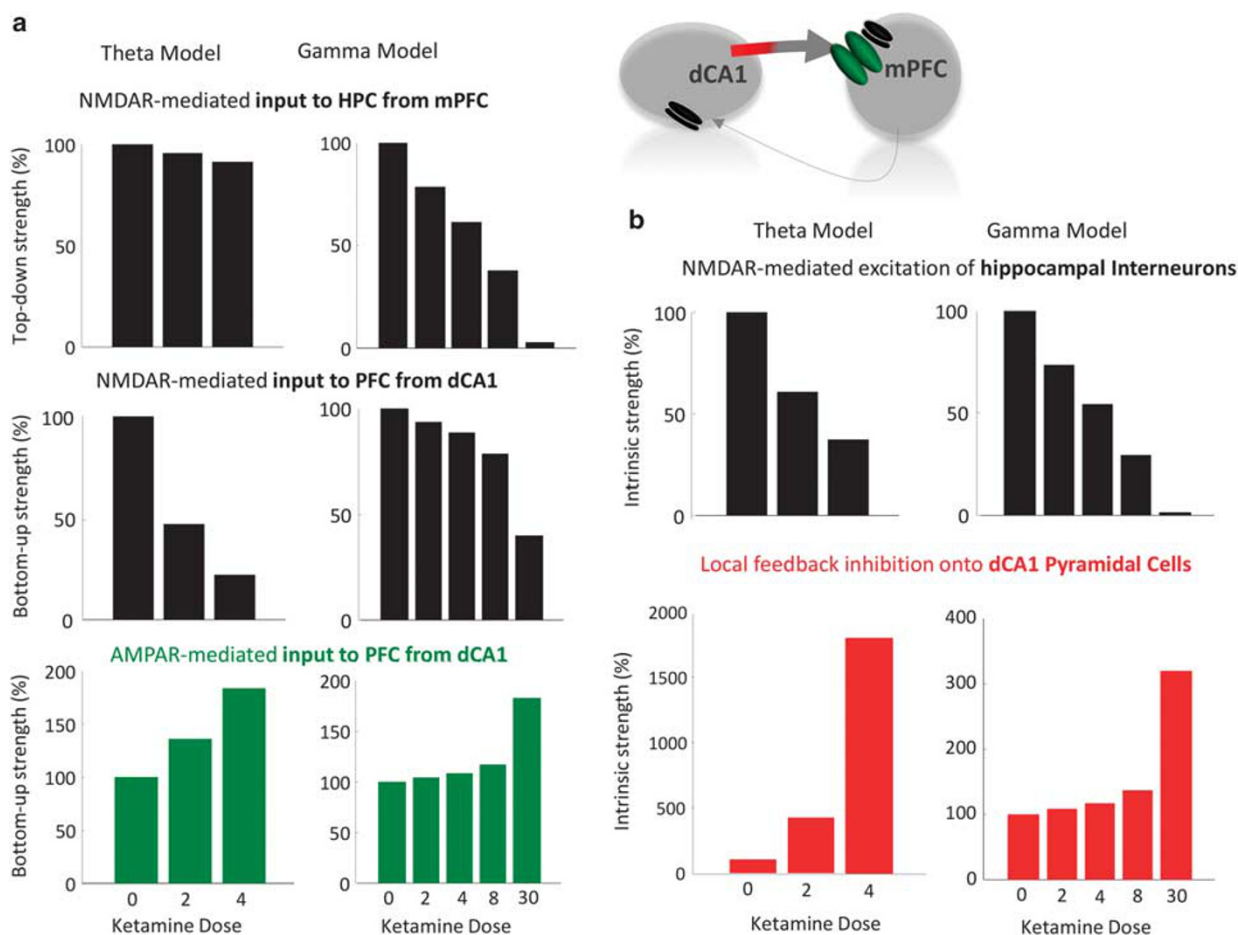 a
Theta Model
Gamma Model
NMDAR-mediated input to HPC from mPFC
Top-down strength (%)
100
50
0
100
50
0
NMDAR-mediated input to PFC from dCA1
Bottom-up strength (%)
100
50
0
100
50
0
AMPAR-mediated input to PFC from dCA1
Bottom-up strength (%)
200
150
100
50
0
0 2 4
Ketamine Dose
200
150
100
50
0
0 2 4 8 30
Ketamine Dose
dCA1
mPFC
b
Theta Model
Gamma Model
NMDAR-mediated excitation of hippocampal Interneurons
Intrinsic strength (%)
100
50
0
100
50
0
Local feedback inhibition onto dCA1 Pyramidal Cells
Intrinsic strength (%)
2000
1500
1000
500
0
0 2 4
Ketamine Dose
400
300
200
100
0
0 2 4 8 30
Ketamine Dose